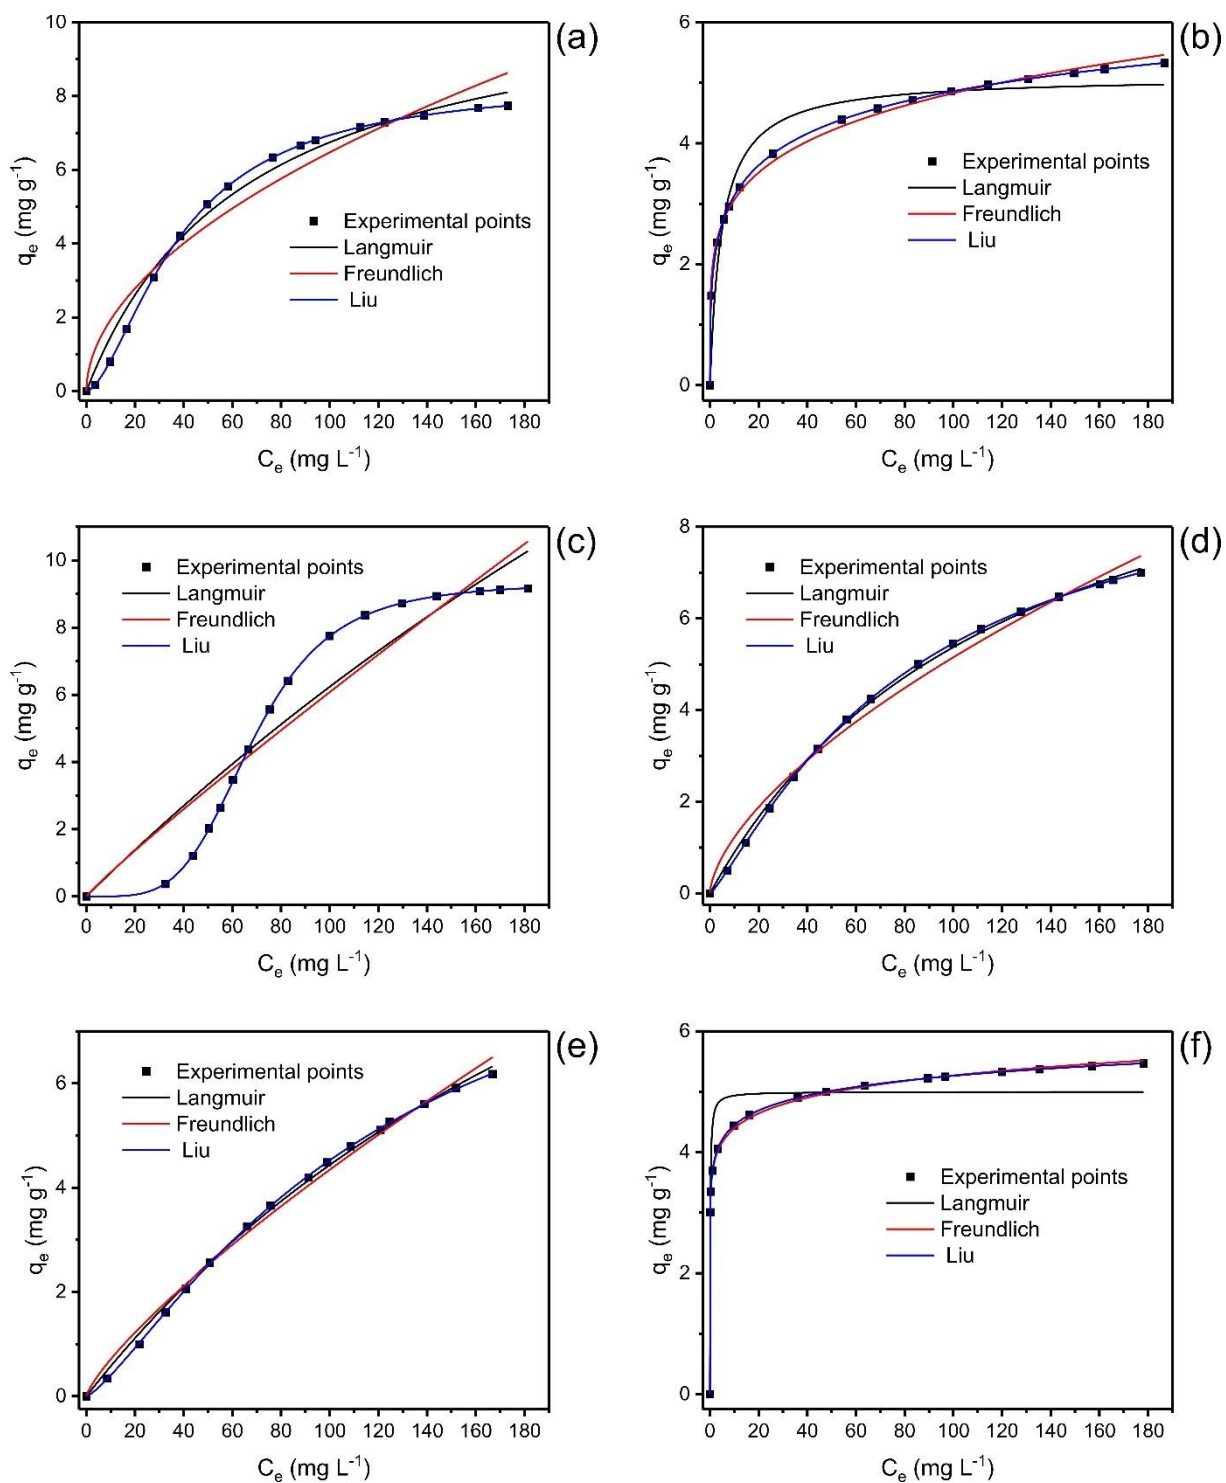 (a)
10
8
6
4
2
0
qe (mg g-1)
Experimental points
Langmuir
Freundlich
Liu
0 20 40 60 80 100 120 140 160 180
Ce (mg L-1)
(b)
6
4
2
0
qe (mg g-1)
Experimental points
Langmuir
Freundlich
Liu
0 20 40 60 80 100 120 140 160 180
Ce (mg L-1)
(c)
10
8
6
4
2
0
qe (mg g-1)
Experimental points
Langmuir
Freundlich
Liu
0 20 40 60 80 100 120 140 160 180
Ce (mg L-1)
(d)
8
6
4
2
0
qe (mg g-1)
Experimental points
Langmuir
Freundlich
Liu
0 20 40 60 80 100 120 140 160 180
Ce (mg L-1)
(e)
6
4
2
0
qe (mg g-1)
Experimental points
Langmuir
Freundlich
Liu
0 20 40 60 80 100 120 140 160 180
Ce (mg L-1)
(f)
6
4
2
0
qe (mg g-1)
Experimental points
Langmuir
Freundlich
Liu
0 20 40 60 80 100 120 140 160 180
Ce (mg L-1)